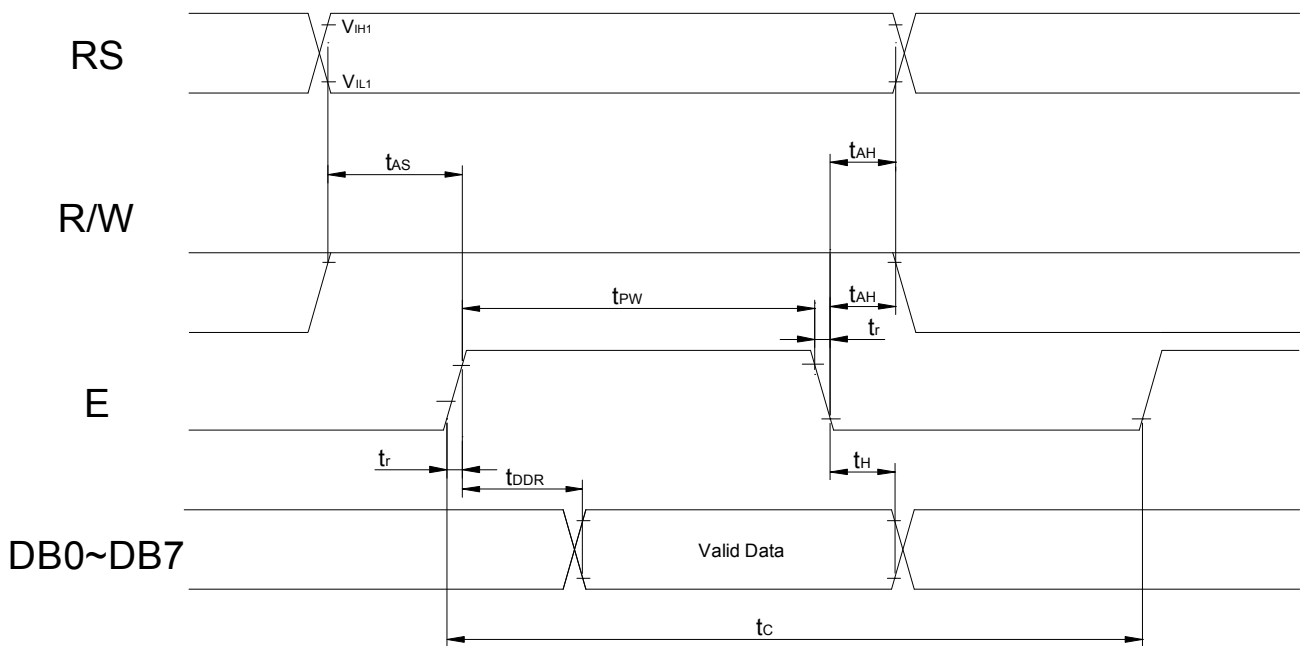 VIH1
RS
VIL1
tAS
tAH
R/W
tPW
tAH
tr
E
tr
tH
tDDR
DB0~DB7
Valid Data
tC